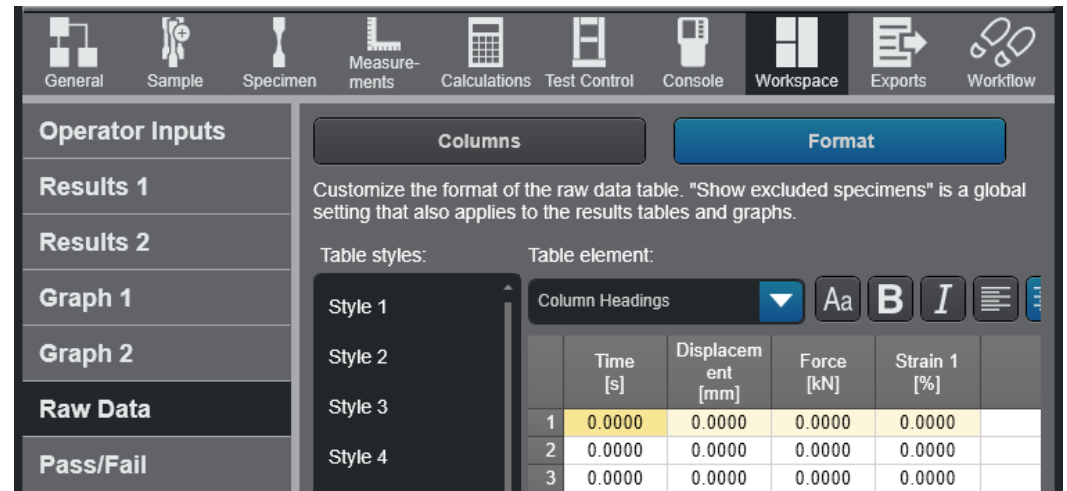 General
Sample
Specimen
Measure-
ments
Calculations
Test Control
Console
Workspace
Exports
Workflow
Operator Inputs
Results 1
Results 2
Graph 1
Graph 2
Raw Data
Pass/Fail
Columns
Format
Customize the format of the raw data table. "Show excluded specimens" is a global
setting that also applies to the results tables and graphs.
Table styles:
Style 1
Style 2
Style 3
Style 4
Table element:
Column Headings
Aa B I
Time
[s]
Displacem
ent
[mm]
Force
[kN]
Strain 1
[%]
1 0.0000 0.0000 0.0000 0.0000
2 0.0000 0.0000 0.0000 0.0000
3 0.0000 0.0000 0.0000 0.0000